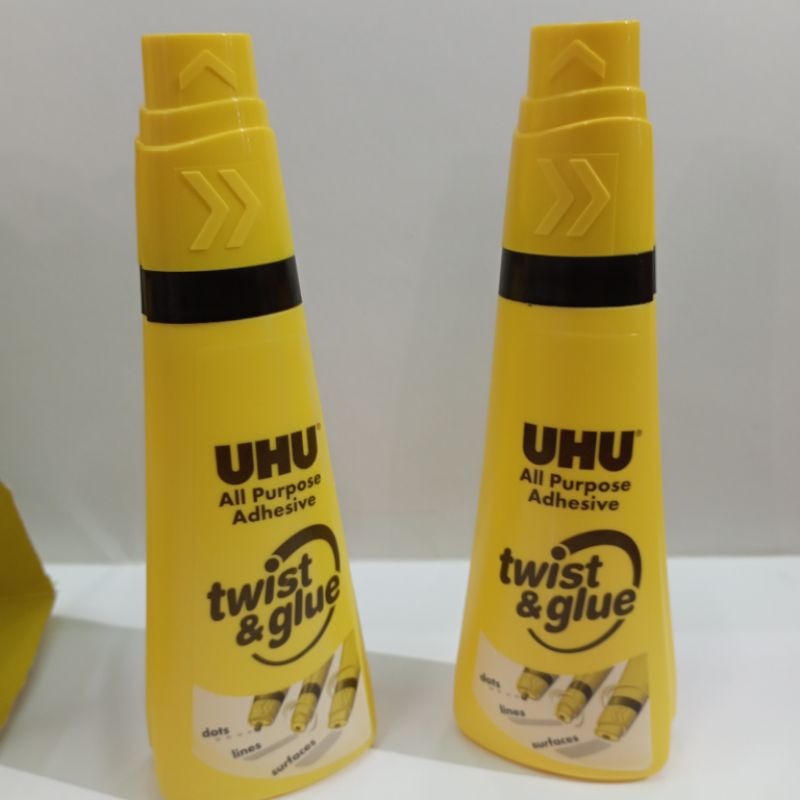 UHU®
All Purpose
Adhesive
twist
& glue
dots
lines
surfaces
UHU®
All Purpose
Adhesive
twist
& glue
dots
lines
surfaces